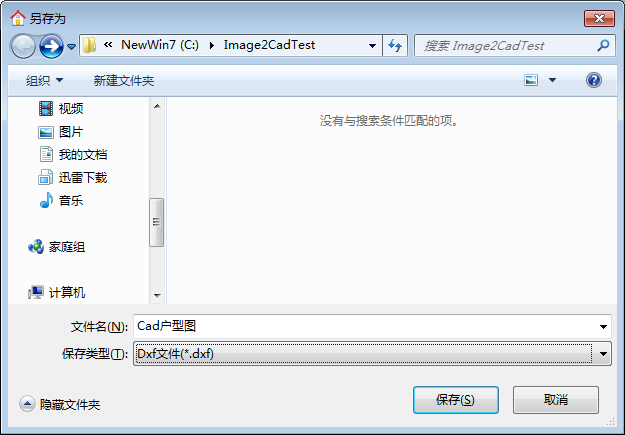 另存为
« NewWin7 (C:) Image2CadTest
搜索 Image2CadTest
组织 新建文件夹
视频
没有与搜索条件匹配的项。
图片
我的文档
迅雷下载
音乐
家庭组
计算机
文件名(N): Cad户型图
保存类型(T): Dxf文件(*.dxf)
隐藏文件夹
保存(S)
取消